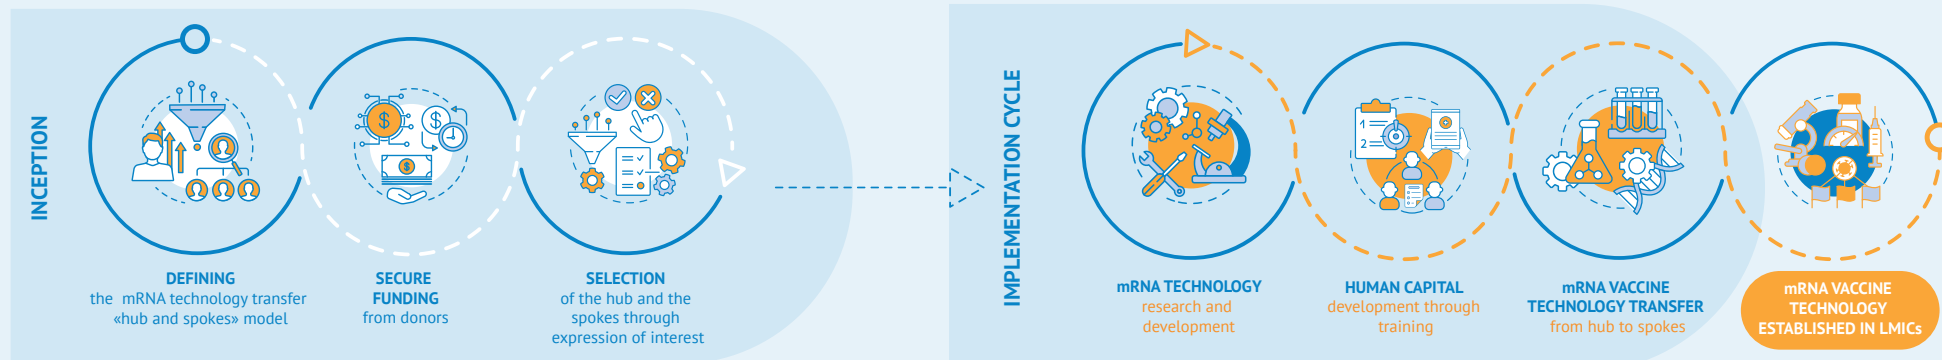 INCEPTION
DEFINING
the mRNA technology transfer
«hub and spokes» model
$
$
$
SECURE
FUNDING
from donors
SELECTION
of the hub and the
spokes through
expression of interest
IMPLEMENTATION CYCLE
mRNA TECHNOLOGY
research and
development
1
2
HUMAN CAPITAL
development through
training
mRNA VACCINE
TECHNOLOGY TRANSFER
from hub to spokes
mRNA VACCINE
TECHNOLOGY
ESTABLISHED IN LMICs